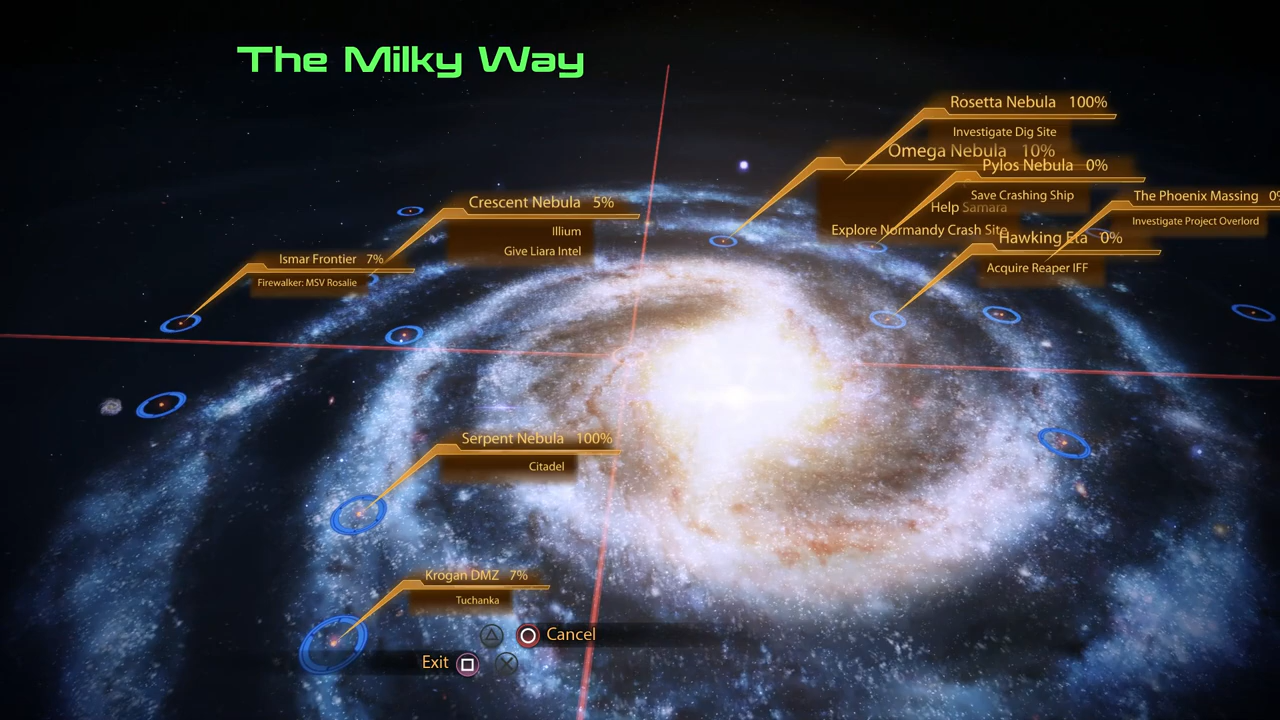 The Milky Way
Rosetta Nebula 100%
Investigate Dig Site
Omega Nebula 10%
Help Samara
Explore Normandy Crash Site
Pylos Nebula 0%
Save Crashing Ship
The Phoenix Massing 0%
Investigate Project Overlord
Hawking Eta 0%
Acquire Reaper IFF
Crescent Nebula 5%
Illium
Give Liara Intel
Ismar Frontier 7%
Firewalker: MSV Rosalie
Serpent Nebula 100%
Citadel
Krogan DMZ 7%
Tuchanka
Cancel
Exit